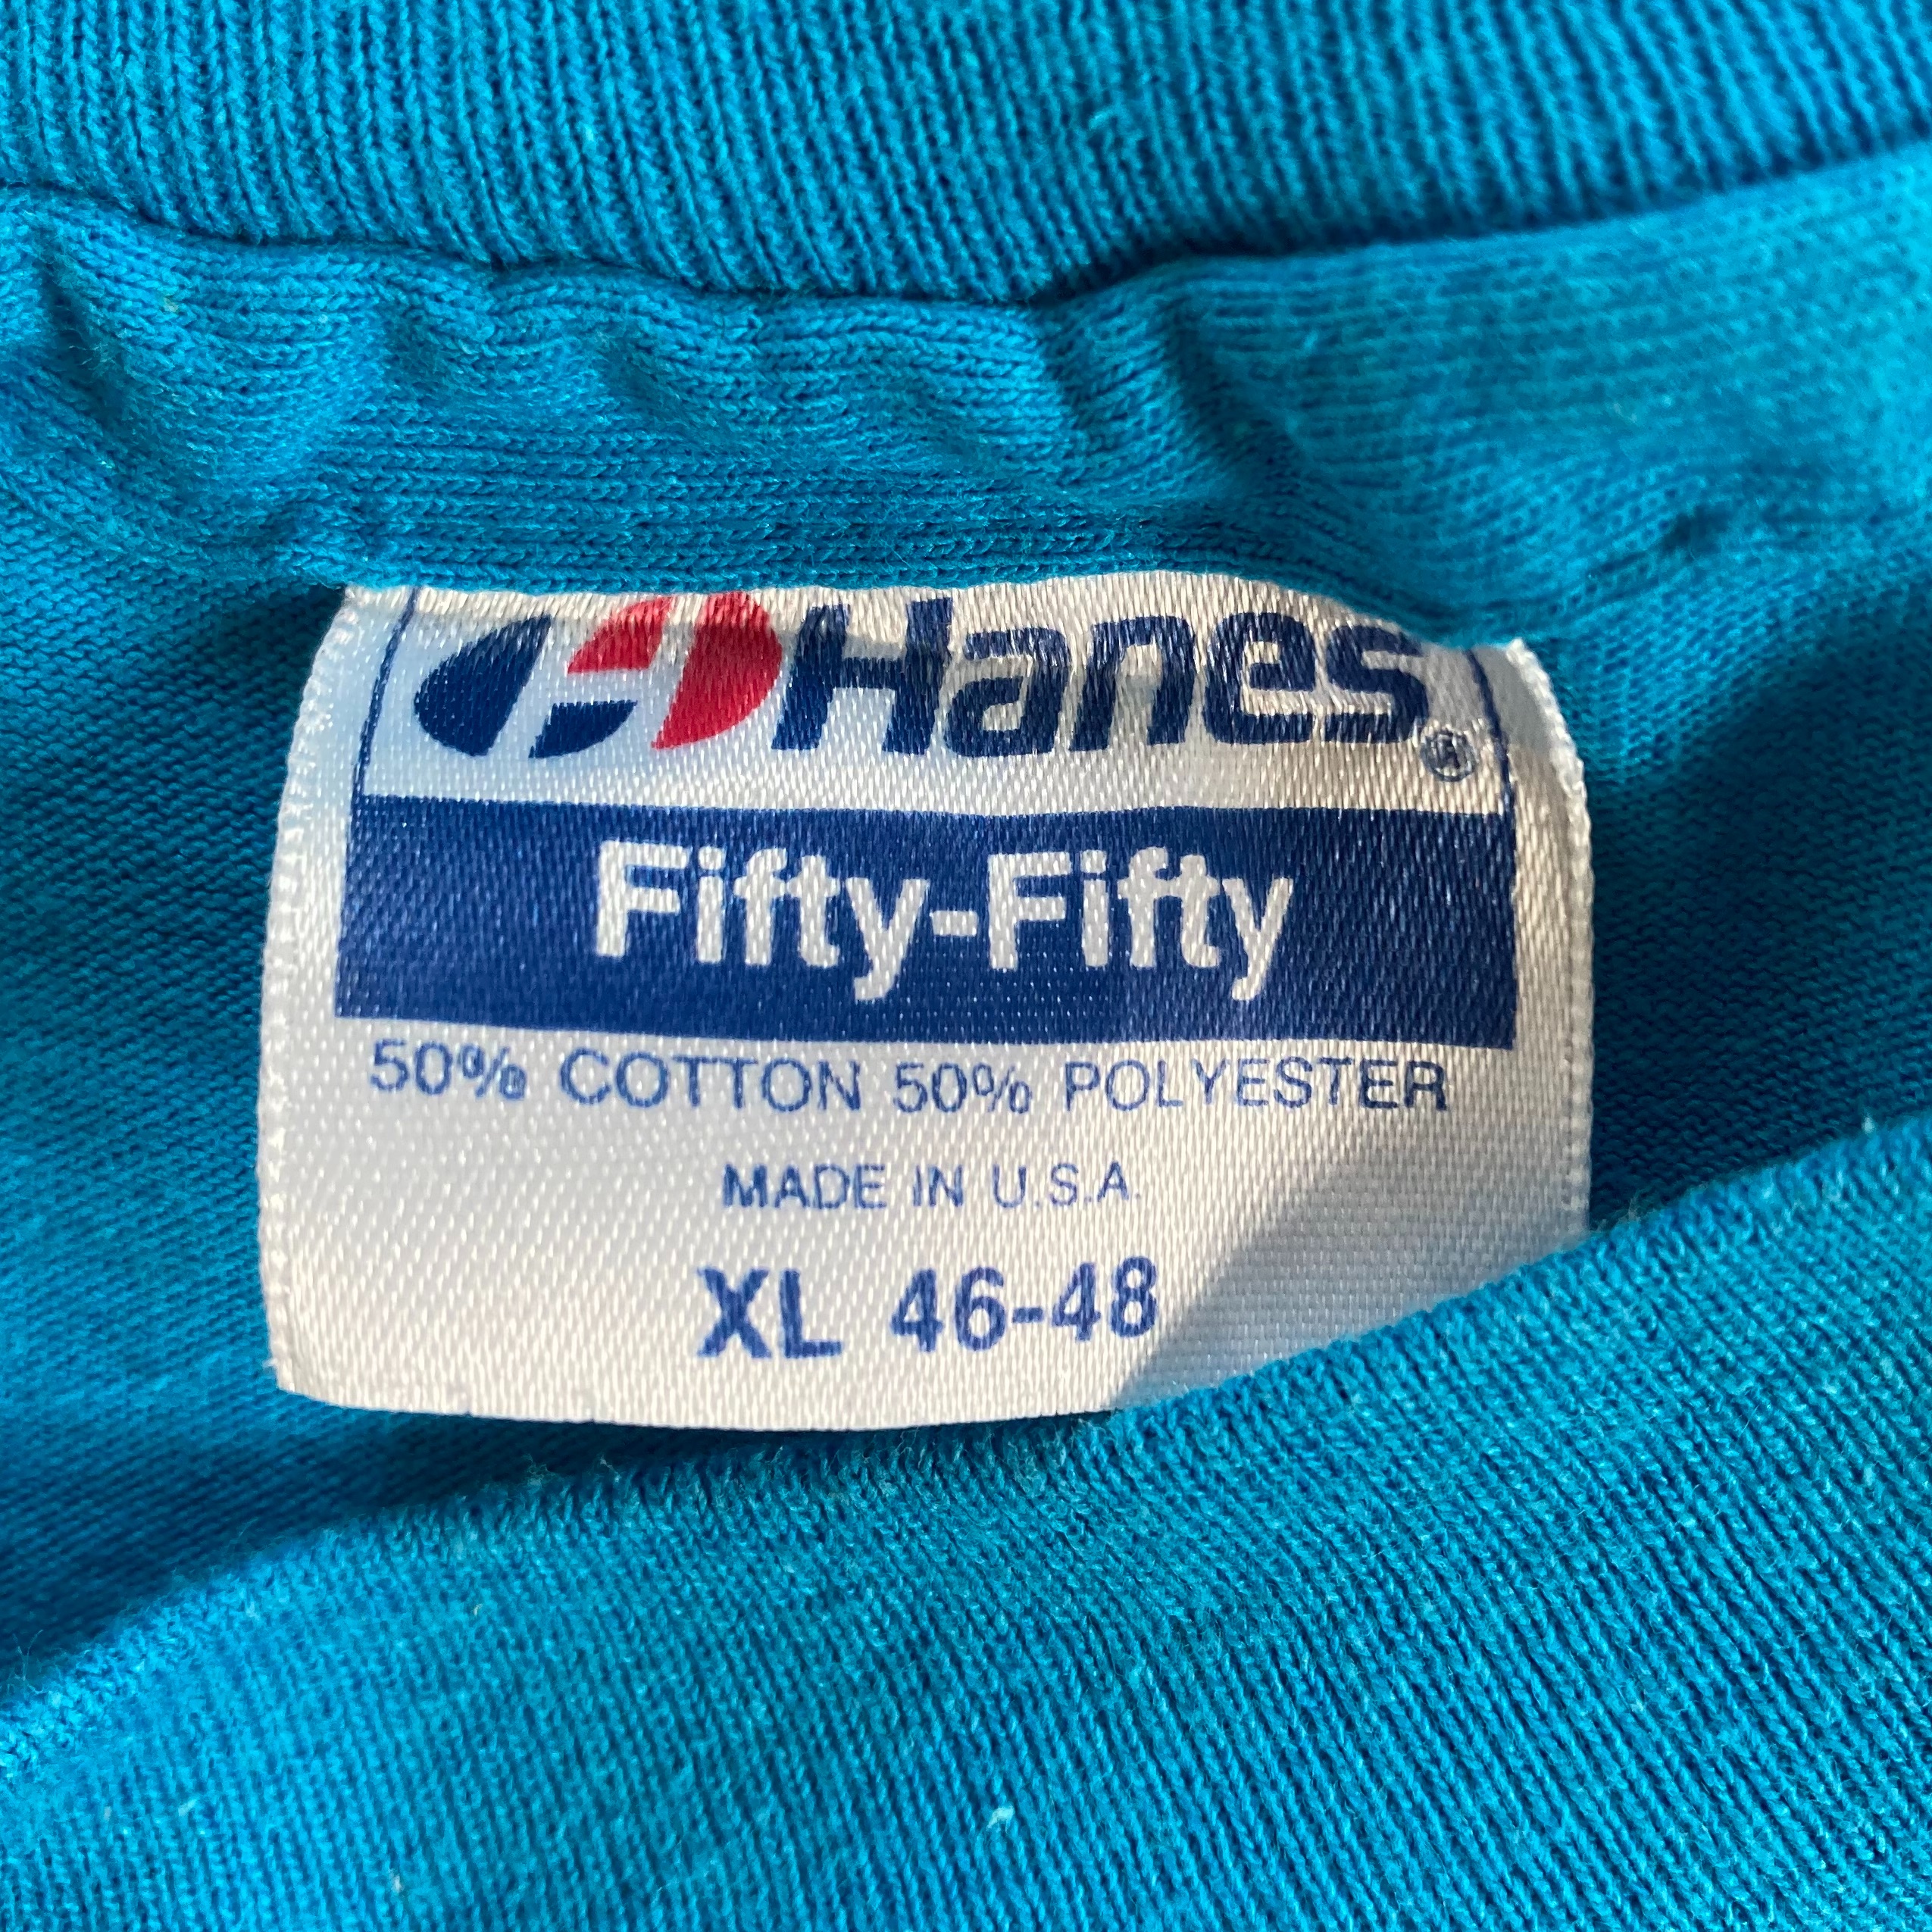 Hanes®
Fifty-Fifty
50% COTTON 50% POLYESTER
MADE IN U.S.A.
XL 46-48